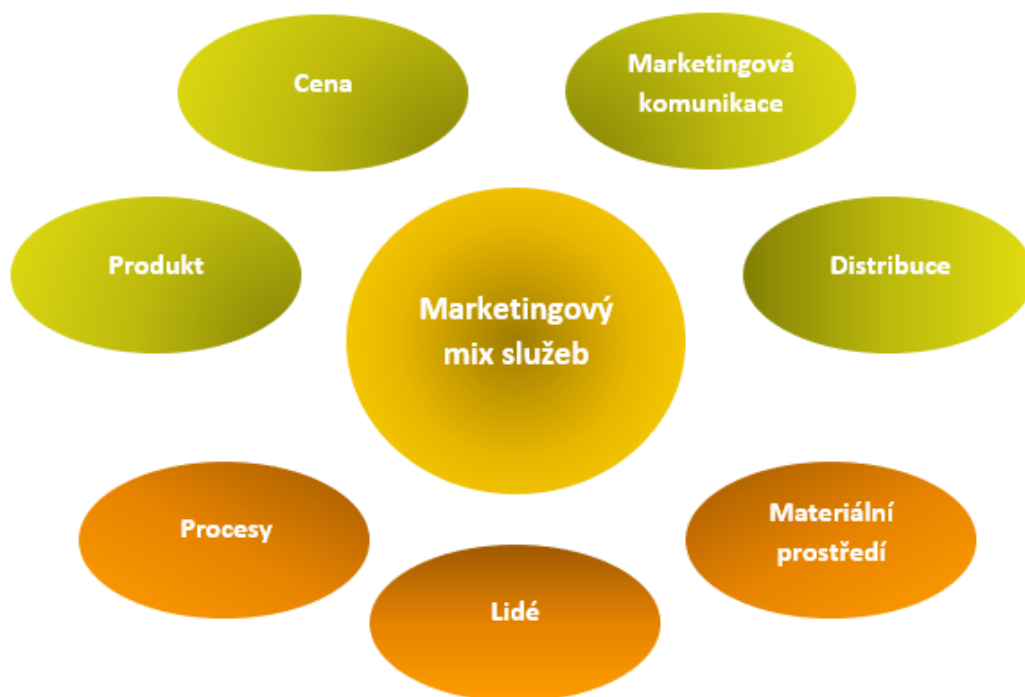 Cena
Marketingová
komunikace
Produkt
Distribuce
Marketingový
mix služeb
Procesy
Materiální
prostředí
Lidé